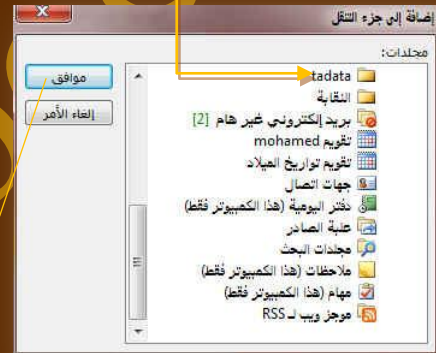 إضافة إلى جزء التنقل
مجلدات:
tadata
النقابة
بريد إلكتروني غير هام [2]
تقويم mohamed
تقويم تواريخ الميلاد
جهات اتصال
دفتر اليومية (هذا الكمبيوتر فقط)
علبة الصادر
مجلدات البحث
ملاحظات (هذا الكمبيوتر فقط)
مهام (هذا الكمبيوتر فقط)
موجز ويب لـ RSS
موافق
إلغاء الأمر